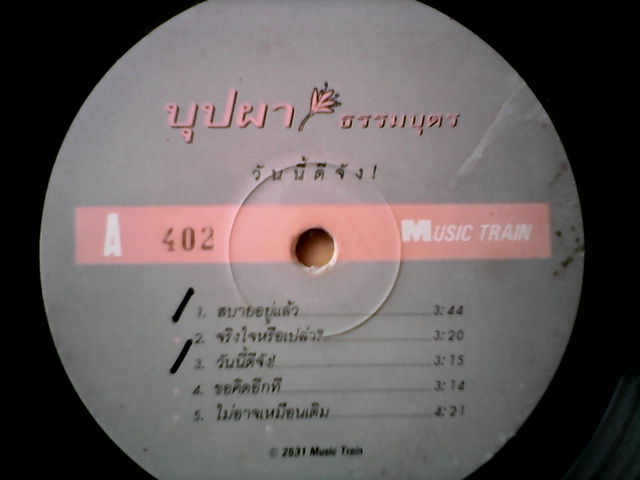 บุปผา ธรรมบุตร
วันนี้ดีจัง!
A 402 MUSIC TRAIN
1. สบายอยู่แล้ว 3:44
2. จริงใจหรือเปล่า? 3:20
3. วันนี้ดีจัง! 3:15
4. ขอคิดอีกที 3:14
5. ไม่อาจเหมือนเดิม 4:21
© 2531 Music Train